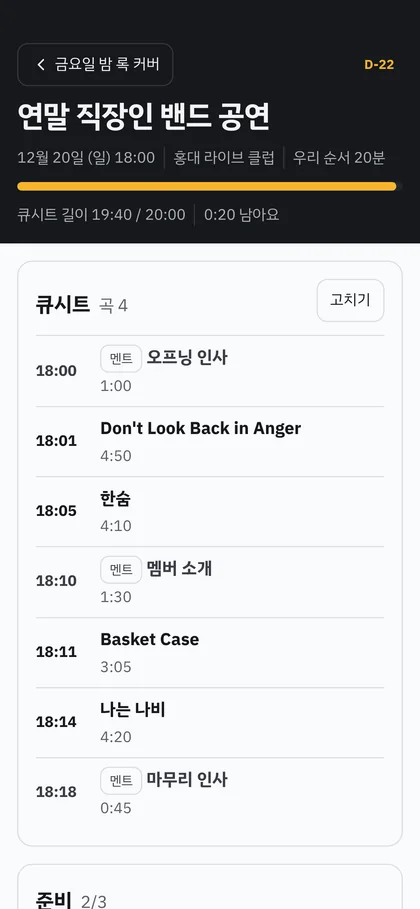 금요일 밤 록 커버
D-22
연말 직장인 밴드 공연
12월 20일 (일) 18:00 홍대 라이브 클럽 우리 순서 20분
큐시트 길이 19:40 / 20:00 0:20 남아요
큐시트 곡 4
고치기
18:00
멘트 오프닝 인사
1:00
18:01
Don't Look Back in Anger
4:50
18:05
한숨
4:10
18:10
멘트 멤버 소개
1:30
18:11
Basket Case
3:05
18:14
나는 나비
4:20
18:18
멘트 마무리 인사
0:45
준비 2/3